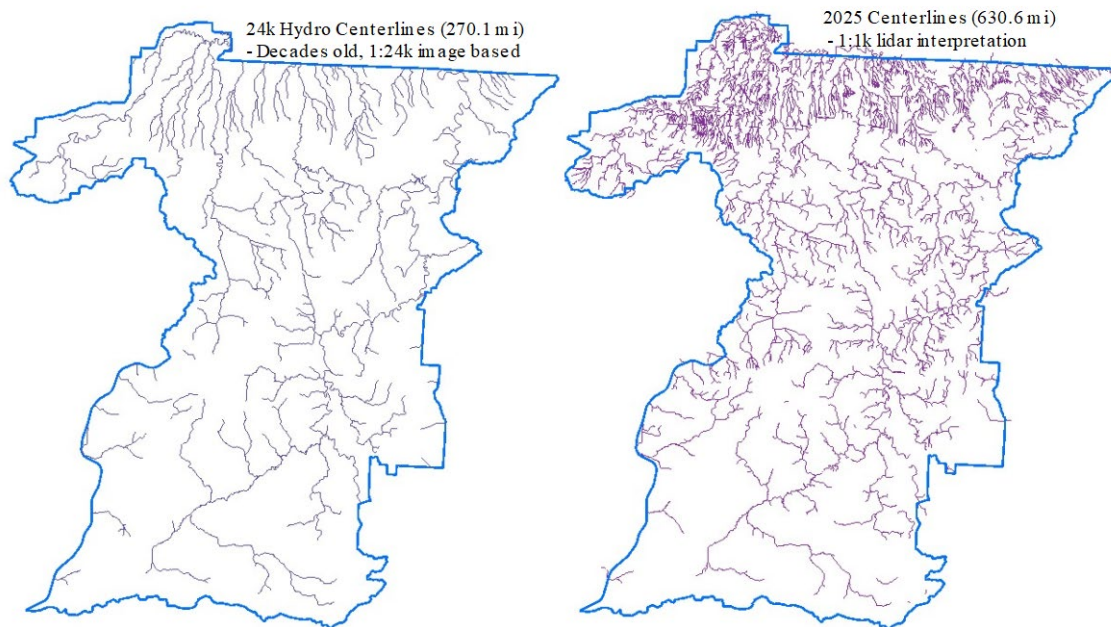 24k Hydro Centerlines (270.1 mi)
- Decades old, 1:24k image based
2025 Centerlines (630.6 mi)
- 1:1k lidar interpretation